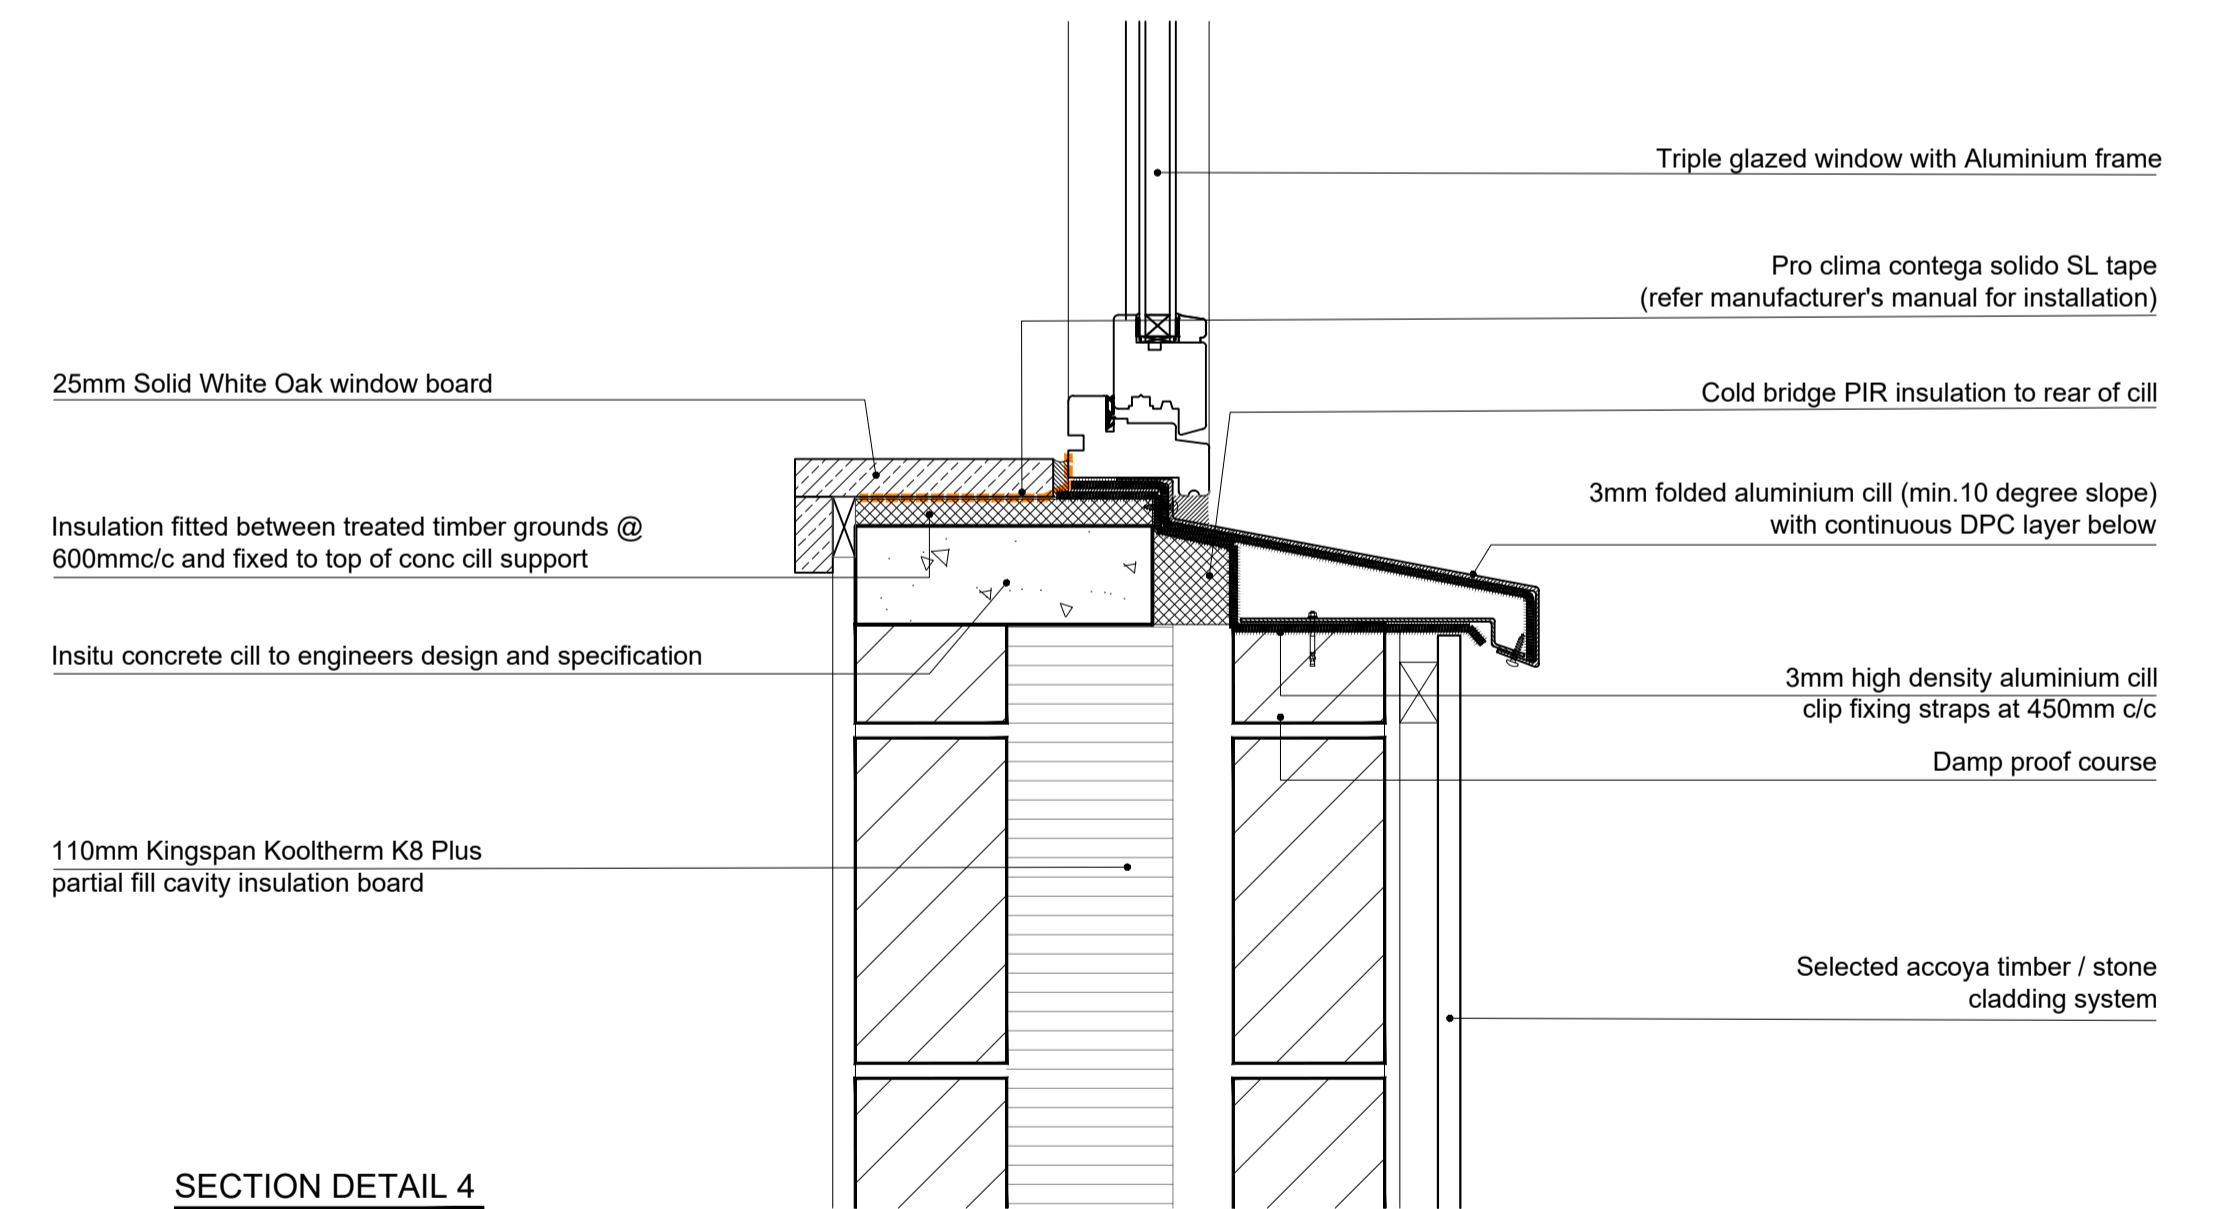 Triple glazed window with Aluminium frame
Pro clima contega solido SL tape
(refer manufacturer's manual for installation)
25mm Solid White Oak window board
Cold bridge PIR insulation to rear of cill
Insulation fitted between treated timber grounds @
600mmc/c and fixed to top of conc cill support
3mm folded aluminium cill (min.10 degree slope)
with continuous DPC layer below
Insitu concrete cill to engineers design and specification
3mm high density aluminium cill
clip fixing straps at 450mm c/c
Damp proof course
110mm Kingspan Kooltherm K8 Plus
partial fill cavity insulation board
Selected accoya timber / stone
cladding system
SECTION DETAIL 4